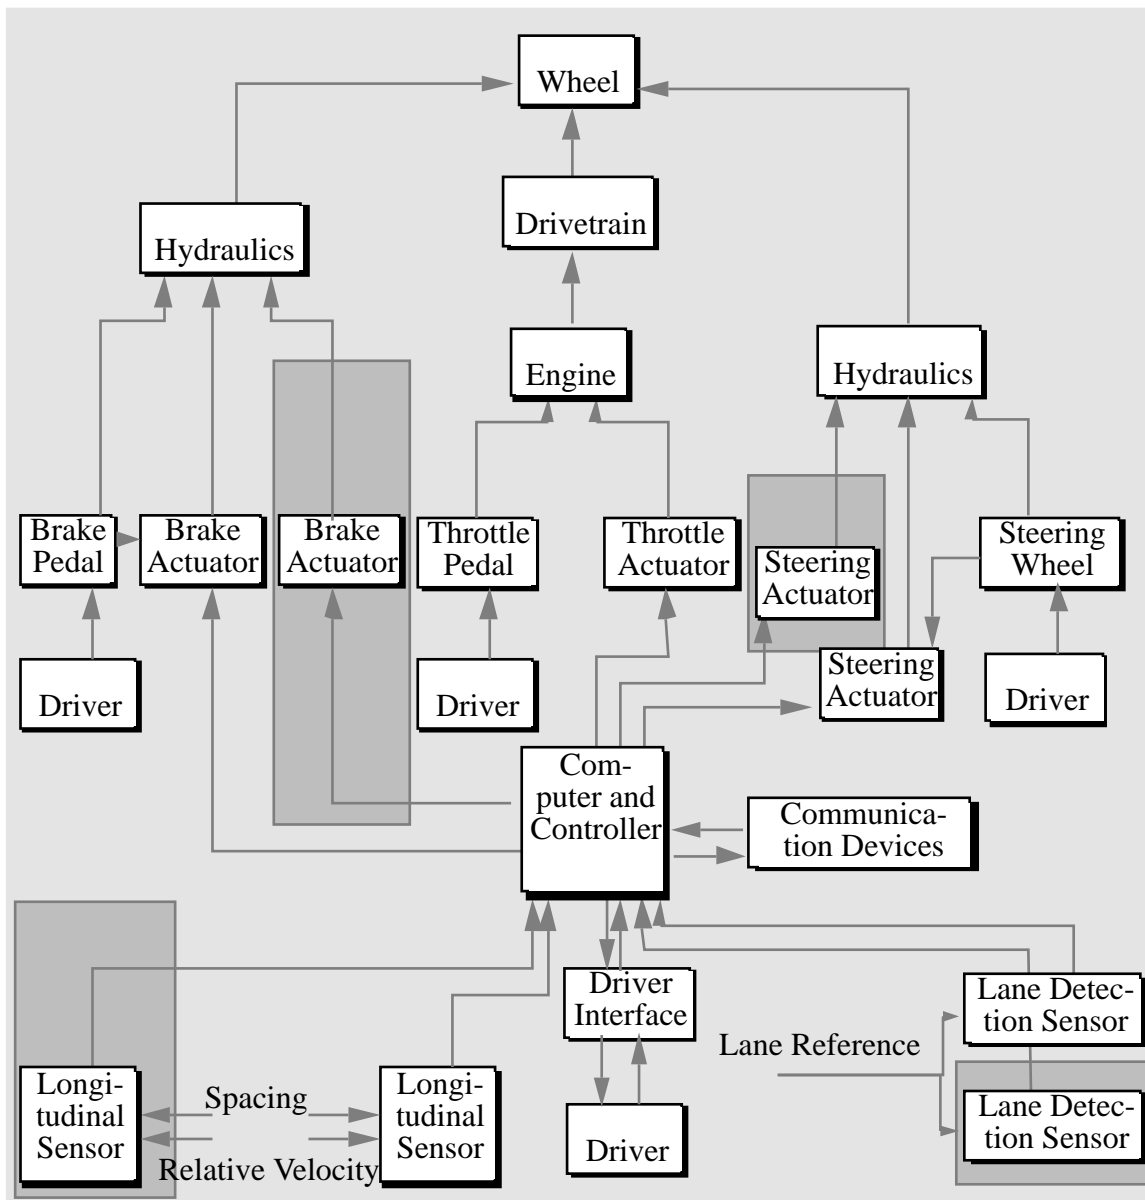 Wheel
Drivetrain
Hydraulics
Engine
Hydraulics
Brake
Pedal
Brake
Actuator
Brake
Actuator
Throttle
Pedal
Throttle
Actuator
Steering
Actuator
Steering
Wheel
Driver
Driver
Steering
Actuator
Driver
Com-
puter and
Controller
Communica-
tion Devices
Driver
Interface
Lane Detec-
tion Sensor
Lane Reference
Longi-
tudinal
Sensor
Spacing
Relative Velocity
Longi-
tudinal
Sensor
Driver
Lane Detec-
tion Sensor